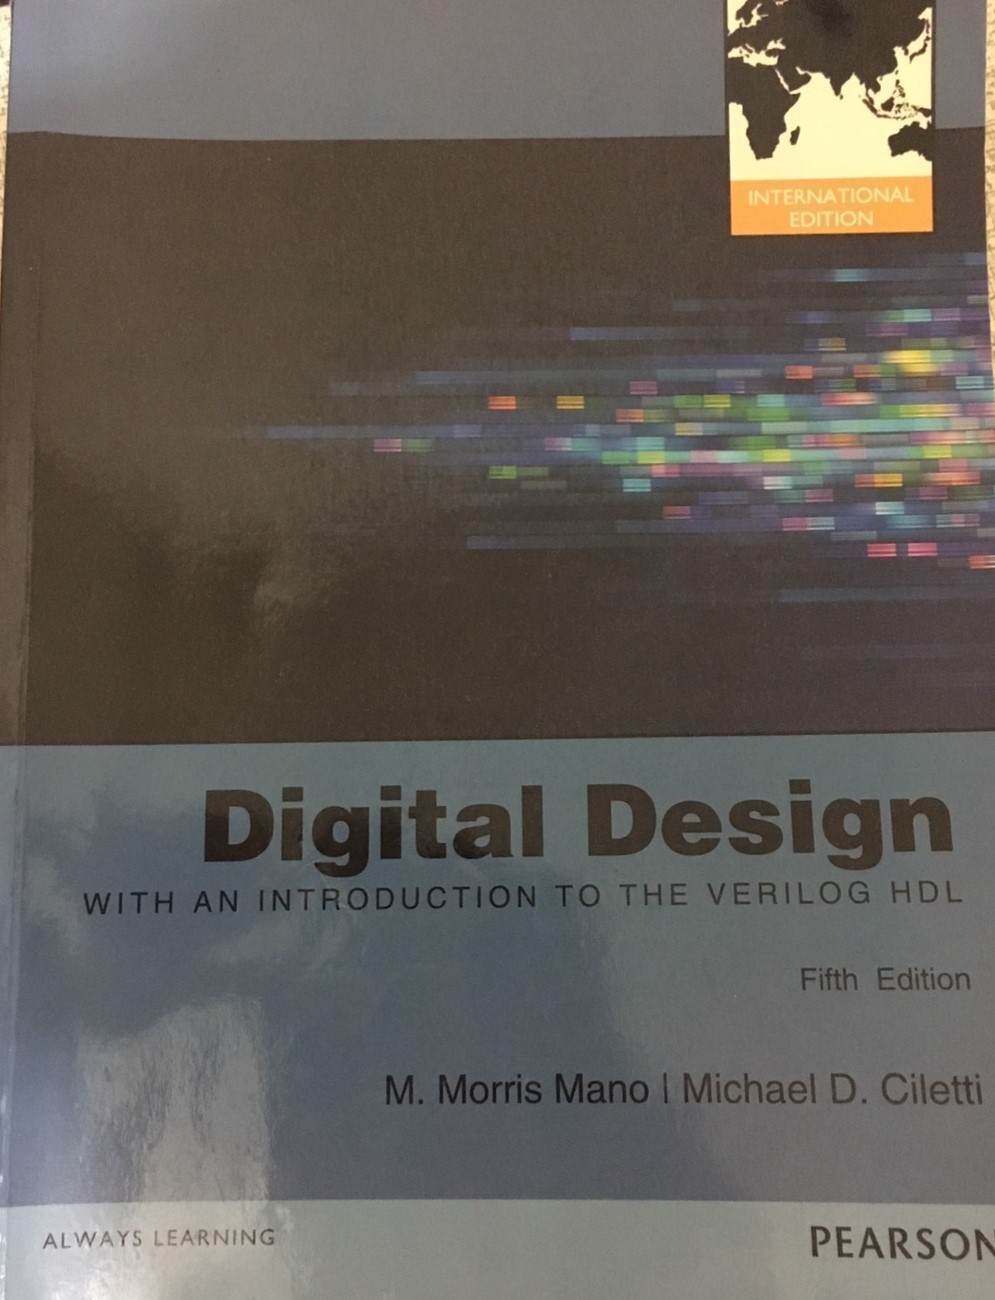 INTERNATIONAL
EDITION
Digital Design
WITH AN INTRODUCTION TO THE VERILOG HDL
Fifth Edition
M. Morris Mano | Michael D. Ciletti
ALWAYS LEARNING
PEARSON